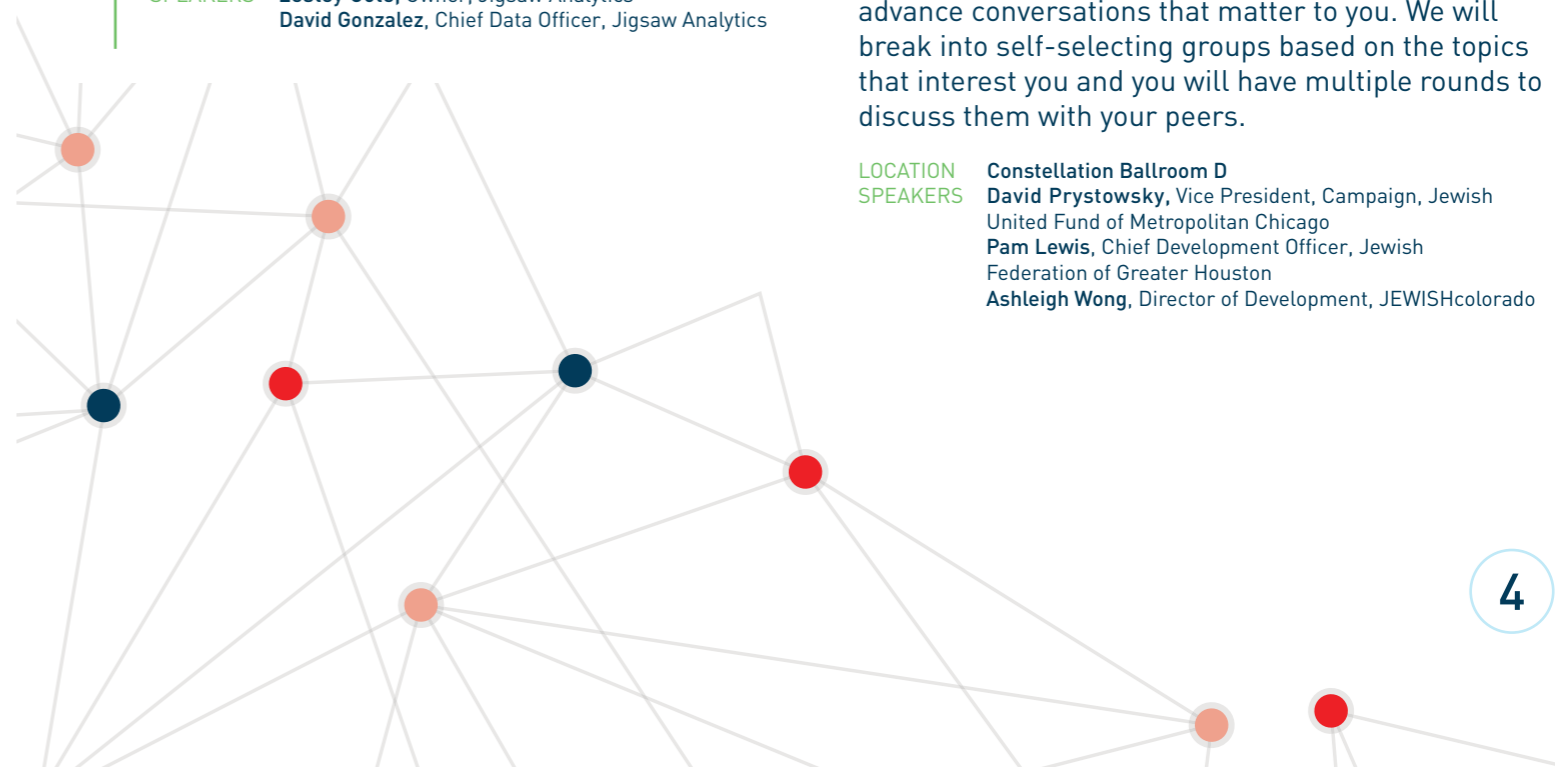 David Gonzalez, Chief Data Officer, Jigsaw Analytics
advance conversations that matter to you. We will
break into self-selecting groups based on the topics
that interest you and you will have multiple rounds to
discuss them with your peers.
LOCATION Constellation Ballroom D
SPEAKERS David Prystowsky, Vice President, Campaign, Jewish
United Fund of Metropolitan Chicago
Pam Lewis, Chief Development Officer, Jewish
Federation of Greater Houston
Ashleigh Wong, Director of Development, JEWISHcolorado
4